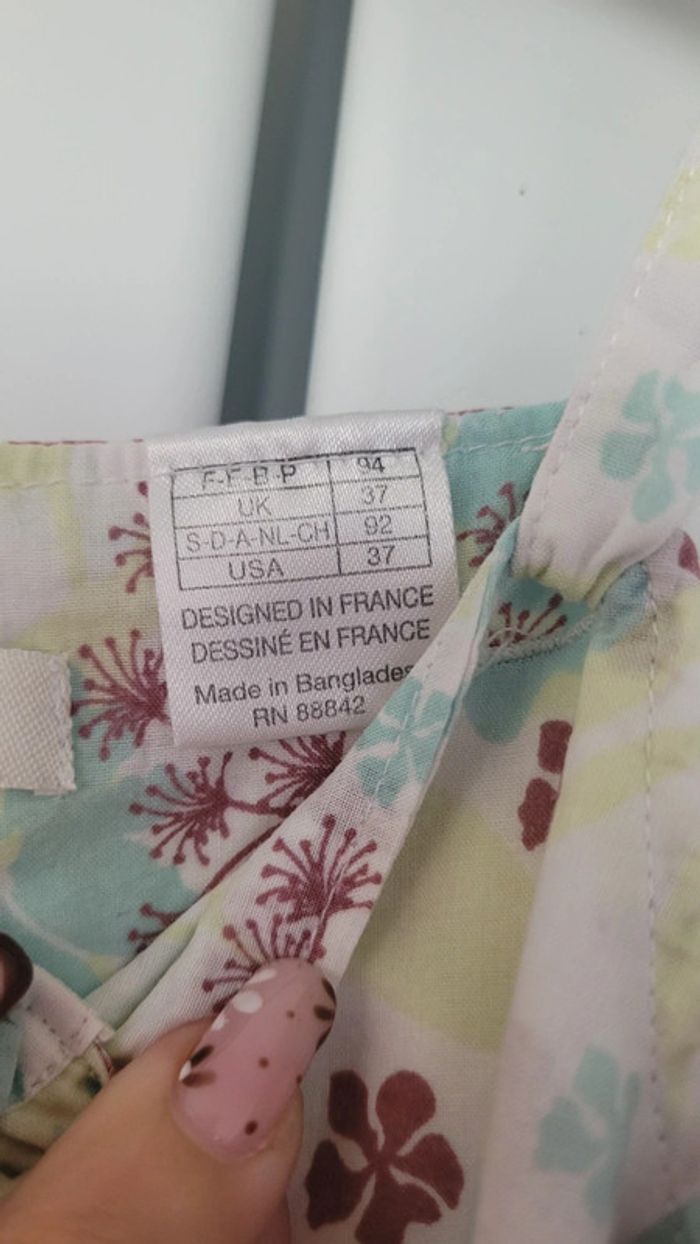 F-F-B-P 94
UK 37
S-D-A-NL-CH 92
USA 37
DESIGNED IN FRANCE
DESSINÉ EN FRANCE
Made in Banglades
RN 88842